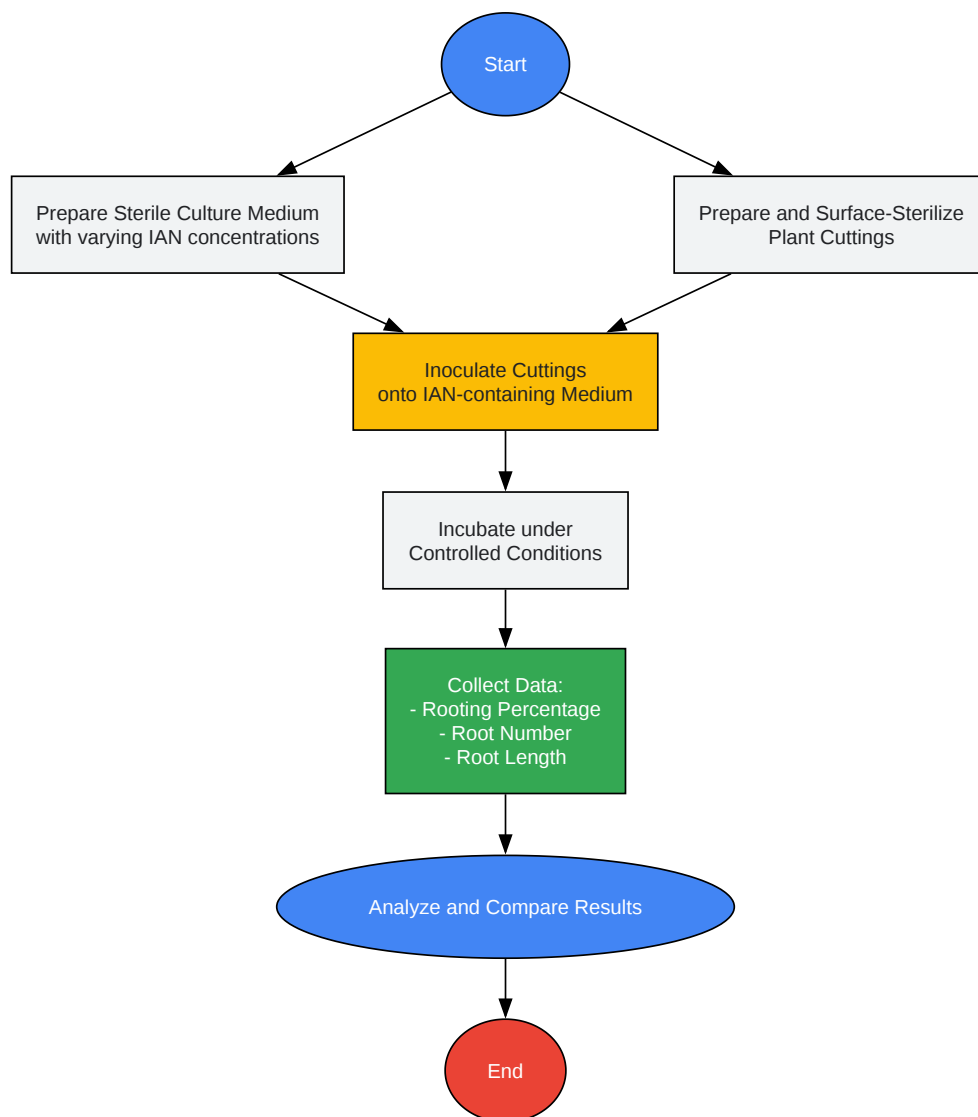 Start
Prepare Sterile Culture Medium
with varying IAN concentrations
Prepare and Surface-Sterilize
Plant Cuttings
Inoculate Cuttings
onto IAN-containing Medium
Incubate under
Controlled Conditions
Collect Data:
- Rooting Percentage
- Root Number
- Root Length
Analyze and Compare Results
End